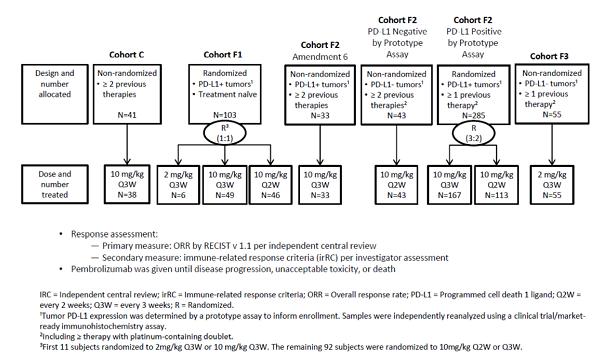 Cohort C
Cohort F1
Cohort F2
Amendment 6
Cohort F2
PD-L1 Negative
by Prototype
Assay
Cohort F2
PD-L1 Positive
by Prototype
Assay
Cohort F3
Design and
number
allocated
Non-randomized
• ≥ 2 previous
therapies
N=41
Randomized
• PD-L1+ tumors¹
• Treatment naïve
N=103
Non-randomized
• PD-L1+ tumors¹
• ≥ 2 previous
therapies
N=33
Non-randomized
• PD-L1- tumors¹
• ≥ 2 previous
therapies²
N=43
Randomized
• PD-L1+ tumors¹
• ≥ 1 previous
therapy²
N=285
Non-randomized
• PD-L1- tumors¹
• ≥ 1 previous
therapy²
N=55
R³
(1:1)
R
(3:2)
Dose and
number
treated
10 mg/kg
Q3W
N=38
2 mg/kg
Q3W
N=6
10 mg/kg
Q3W
N=49
10 mg/kg
Q2W
N=46
10 mg/kg
Q3W
N=33
10 mg/kg
Q2W
N=43
10 mg/kg
Q3W
N=167
10 mg/kg
Q2W
N=113
2 mg/kg
Q3W
N=55
• Response assessment:
— Primary measure: ORR by RECIST v 1.1 per independent central review
— Secondary measure: immune-related response criteria (irRC) per investigator assessment
• Pembrolizumab was given until disease progression, unacceptable toxicity, or death
IRC = Independent central review; irRC = Immune-related response criteria; ORR = Overall response rate; PD-L1 = Programmed cell death 1 ligand; Q2W =
every 2 weeks; Q3W = every 3 weeks; R = Randomized.
¹Tumor PD-L1 expression was determined by a prototype assay to inform enrollment. Samples were independently reanalyzed using a clinical trial/market-
ready immunohistochemistry assay.
²Including ≥ therapy with platinum-containing doublet.
³First 11 subjects randomized to 2mg/kg Q3W or 10 mg/kg Q3W. The remaining 92 subjects were randomized to 10mg/kg Q2W or Q3W.